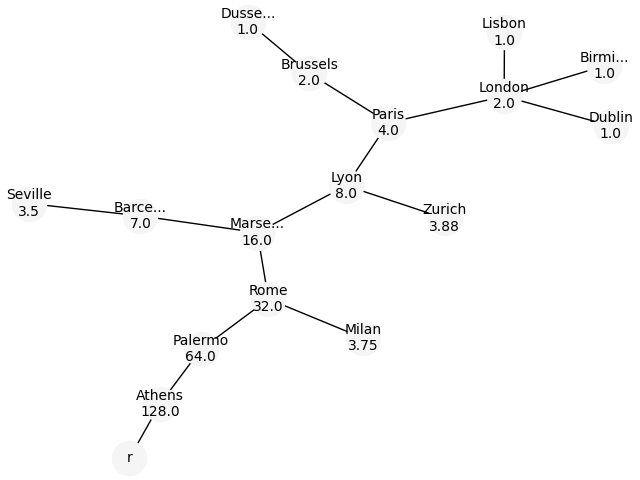 Dusse...
1.0
Lisbon
1.0
Brussels
2.0
Birmi...
1.0
London
2.0
Paris
4.0
Dublin
1.0
Lyon
8.0
Seville
3.5
Barce...
7.0
Zurich
3.88
Marse...
16.0
Rome
32.0
Milan
3.75
Palermo
64.0
Athens
128.0
r